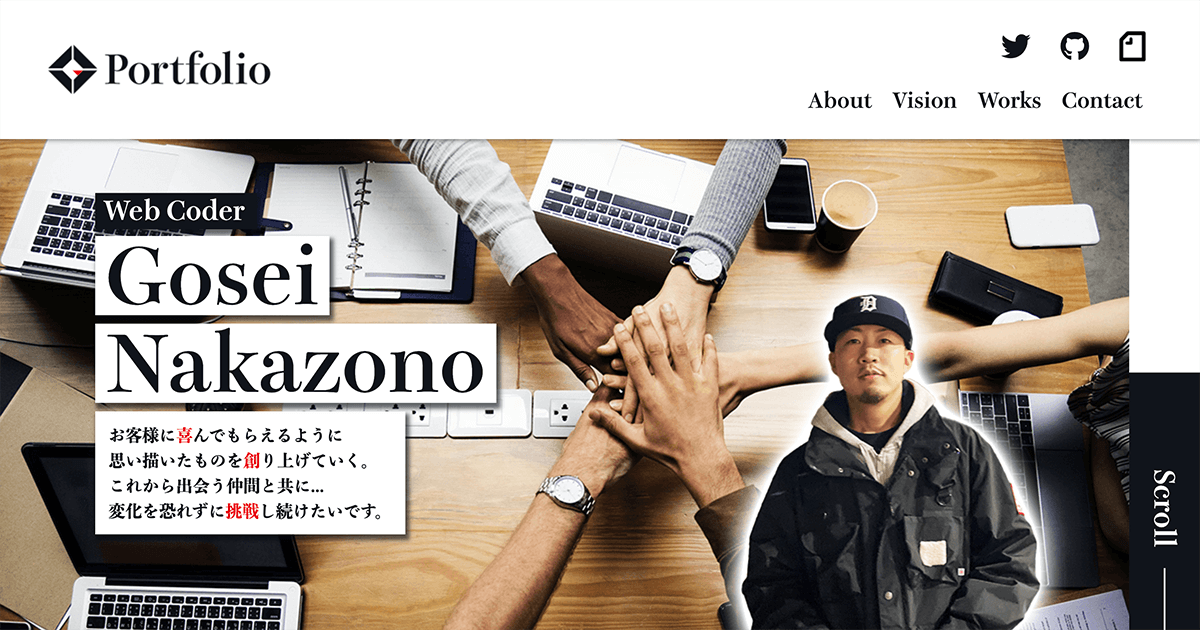 Portfolio
About Vision Works Contact
Web Coder
Gosei
Nakazono
お客様に喜んでもらえるように
思い描いたものを創り上げていく。
これから出会う仲間と共に...
変化を恐れずに挑戦し続けたいです。
D
Scroll